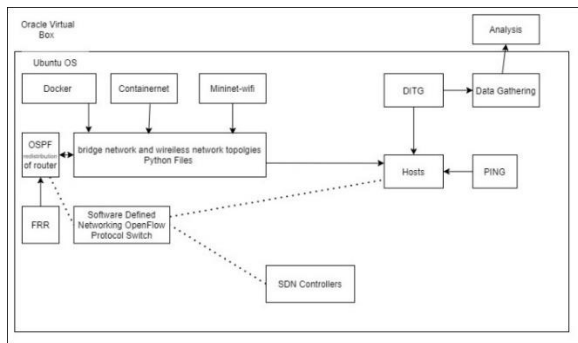 Oracle Virtual
Box
Analysis
Ubuntu OS
Docker
Containernet
Mininet-wifi
DITG
Data Gathering
OSPF
redistribution
of router
bridge network and wireless network topolgies
Python Files
Hosts
PING
FRR
Software Defined
Networking OpenFlow
Protocol Switch
SDN Controllers